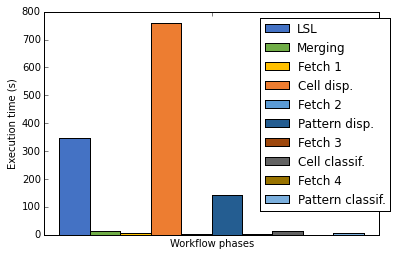 800
700
600
500
400
300
200
100
0
Execution time (s)
Workflow phases
LSL
Merging
Fetch 1
Cell disp.
Fetch 2
Pattern disp.
Fetch 3
Cell classif.
Fetch 4
Pattern classif.